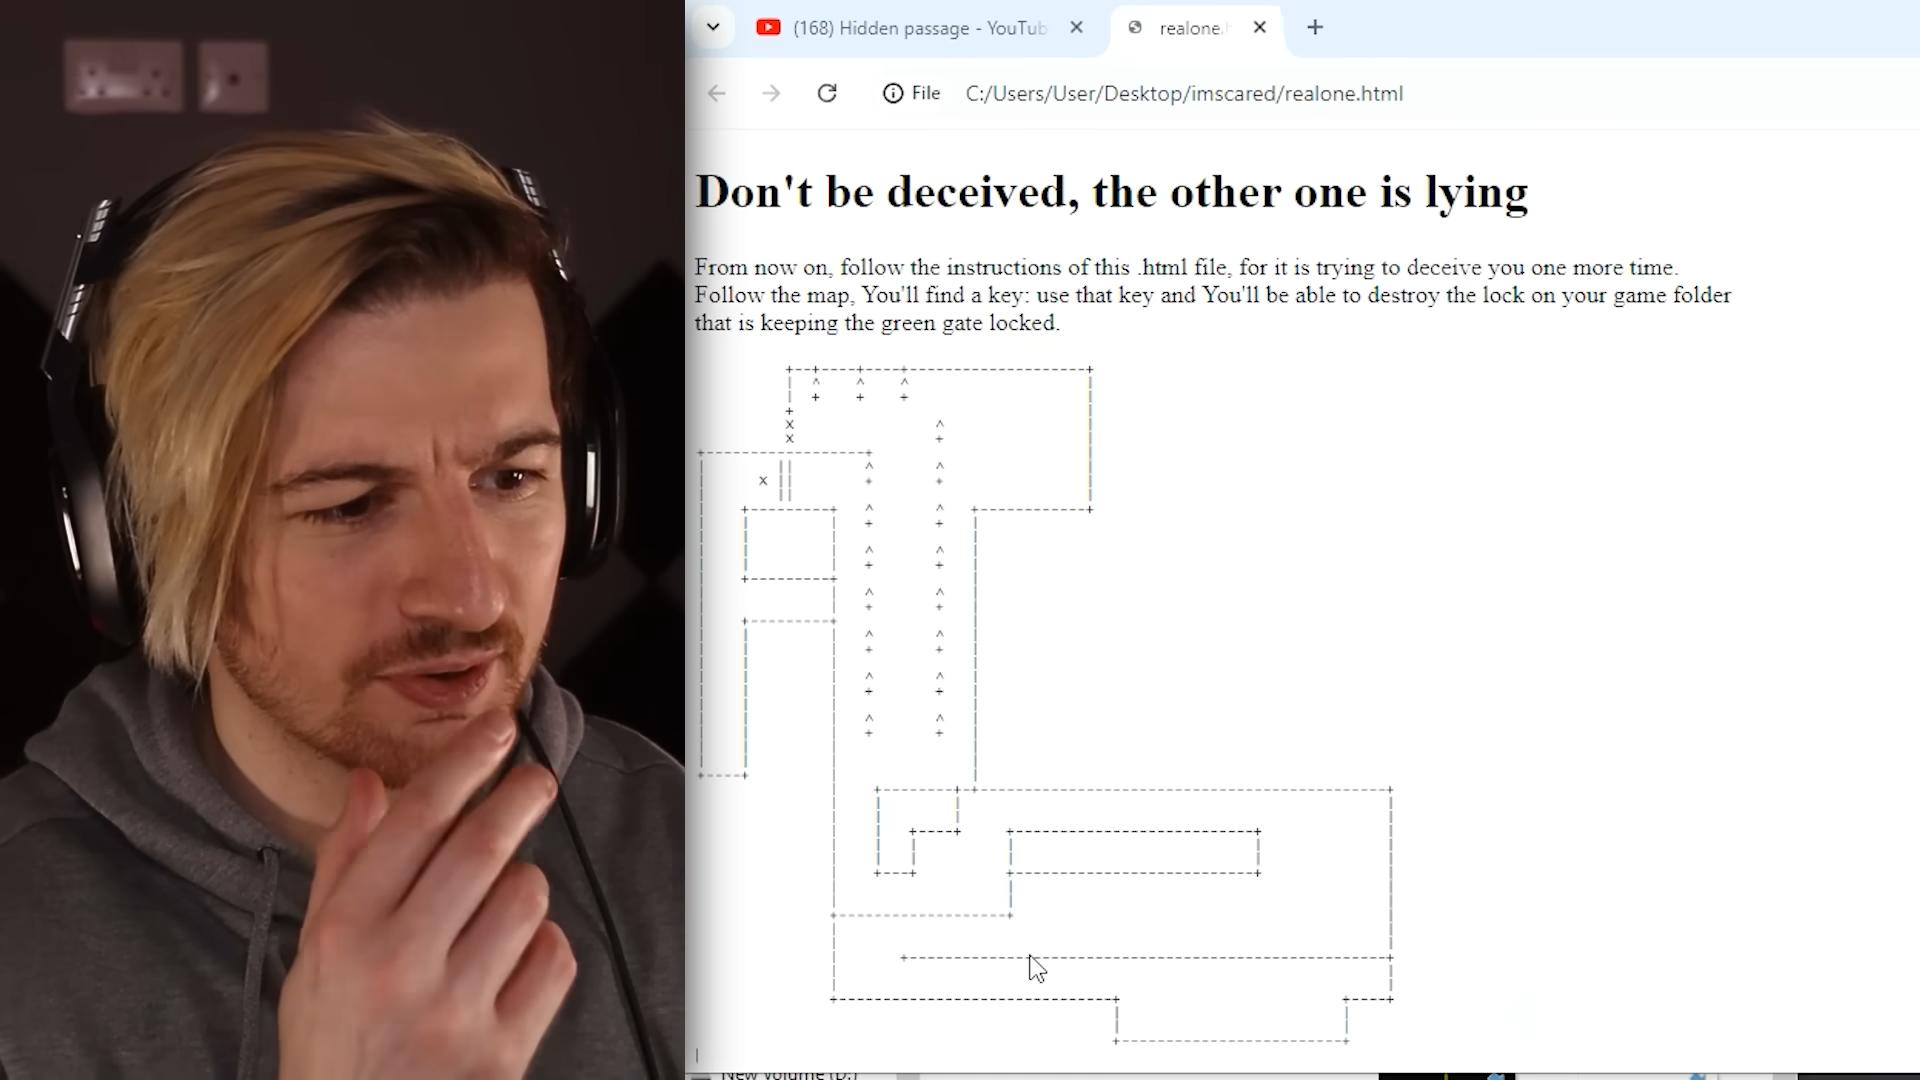 (168) Hidden passage - YouTub
realone.
File C:/Users/User/Desktop/imscared/realone.html
Don't be deceived, the other one is lying
From now on, follow the instructions of this .html file, for it is trying to deceive you one more time.
Follow the map, You'll find a key: use that key and You'll be able to destroy the lock on your game folder
that is keeping the green gate locked.
x
x
x
New Volume (D:)